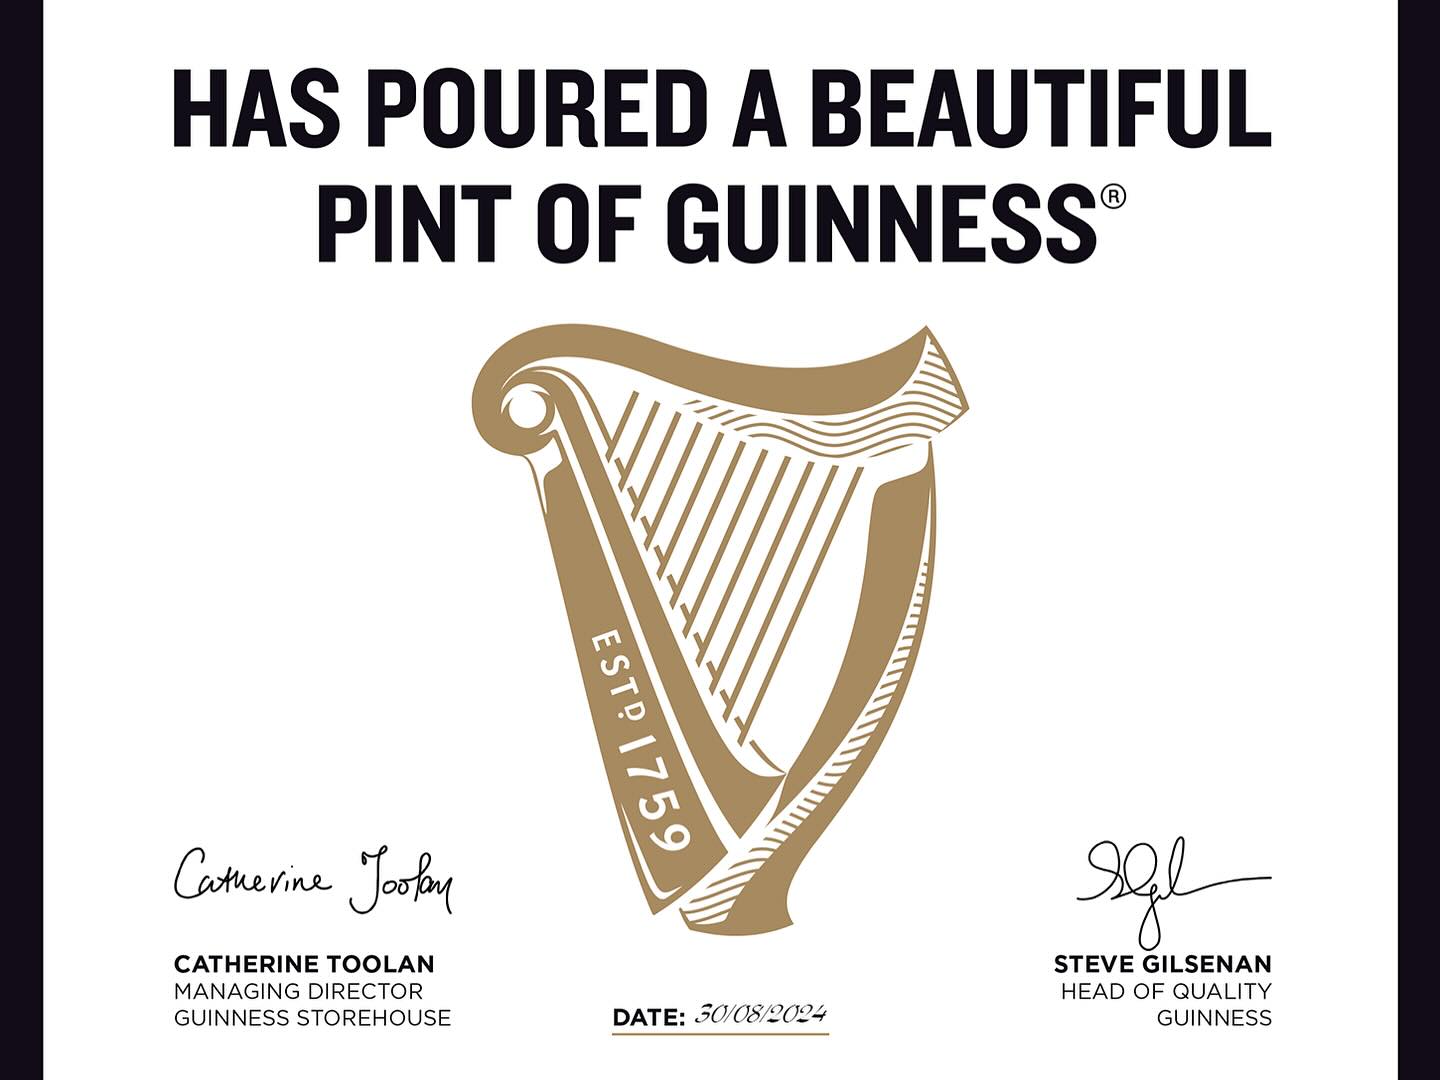 HAS POURED A BEAUTIFUL
PINT OF GUINNESS®
ESTD. 1759
Catherine Toolan
CATHERINE TOOLAN
MANAGING DIRECTOR
GUINNESS STOREHOUSE
DATE: 30/08/2024
STEVE GILSENAN
HEAD OF QUALITY
GUINNESS